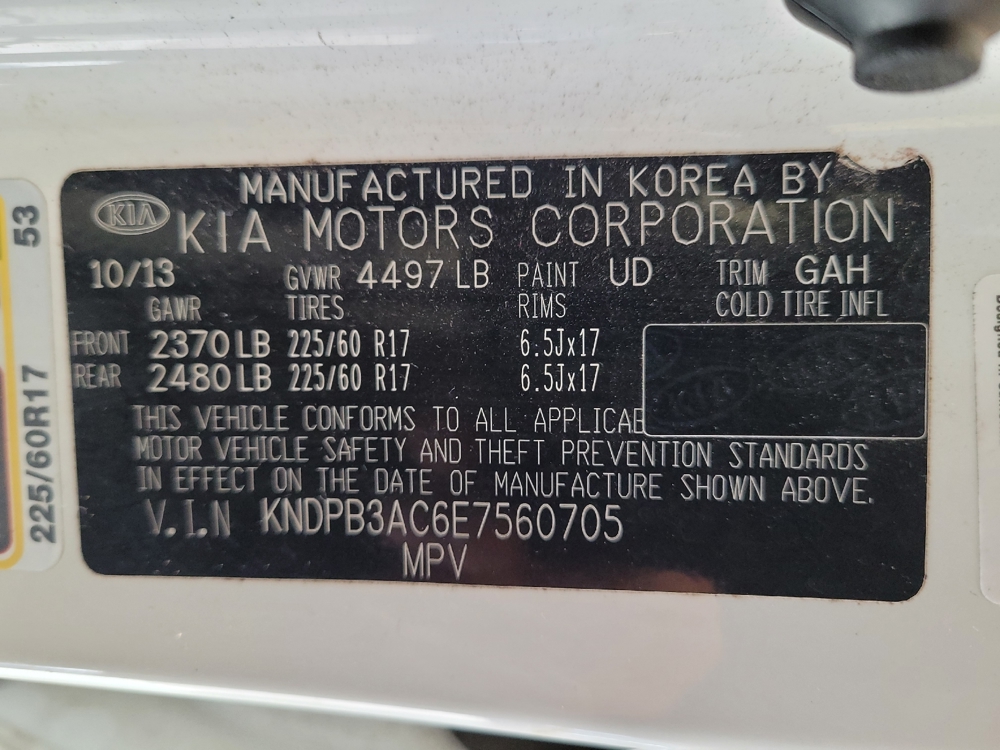 MANUFACTURED IN KOREA BY
KIA
KIA MOTORS CORPORATION
10/13 GVWR 4497 LB PAINT UD TRIM GAH
GAWR TIRES RIMS COLD TIRE INFL
FRONT 2370 LB 225/60 R17 6.5Jx17
REAR 2480 LB 225/60 R17 6.5Jx17
THIS VEHICLE CONFORMS TO ALL APPLICAB
MOTOR VEHICLE SAFETY AND THEFT PREVENTION STANDARDS
IN EFFECT ON THE DATE OF MANUFACTURE SHOWN ABOVE.
V.I.N KNDPB3AC6E7560705
MPV
225/60R17 53